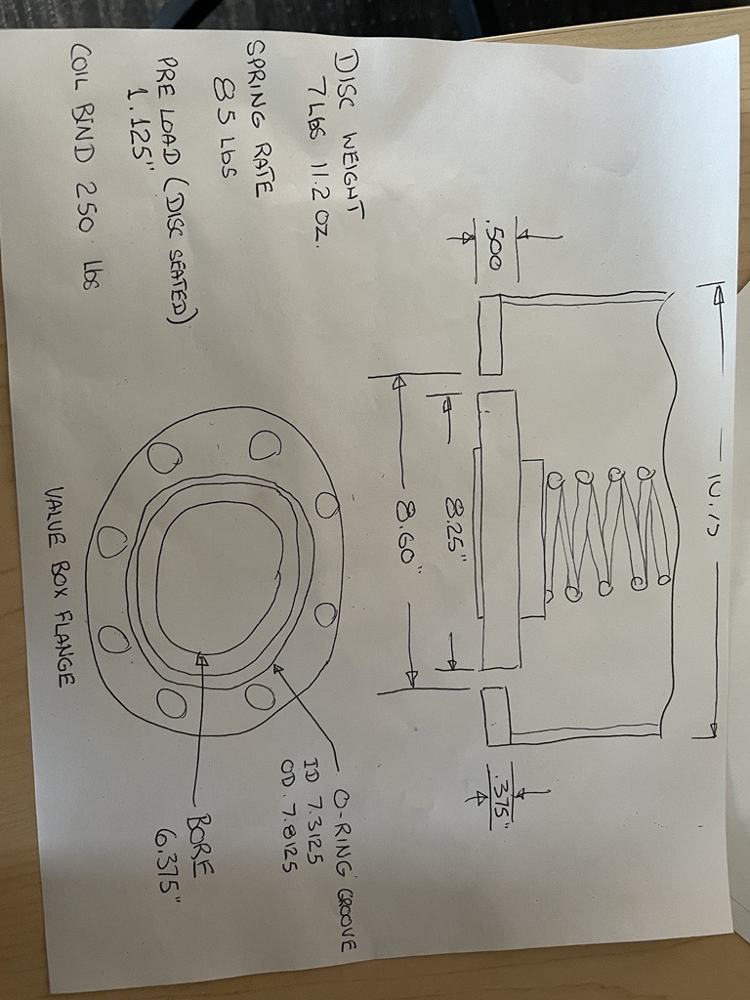 .500
.375"
8.25"
8.60"
DISC WEIGHT
7 Lbs 11.2 OZ.
SPRING RATE
85 Lbs
PRE LOAD (DISC SEATED)
1.125"
COIL BIND 250 Lbs
O-RING GROOVE
ID 7.3125
OD. 7.8125
BORE
6.375"
VALVE BOX FLANGE